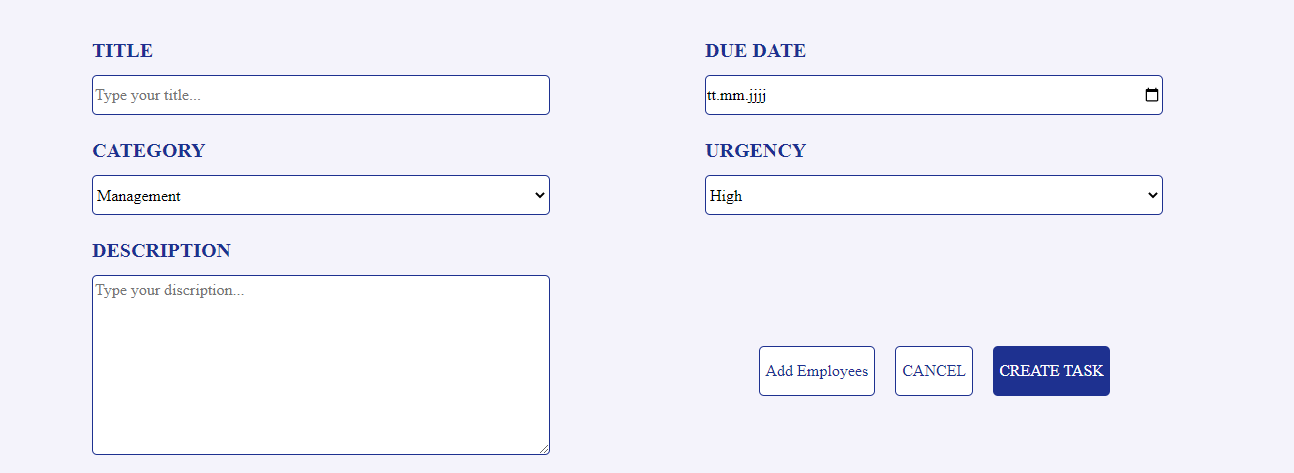 TITLE
Type your title...
DUE DATE
tt.mm.jjjj
CATEGORY
Management
URGENCY
High
DESCRIPTION
Type your discription...
Add Employees
CANCEL
CREATE TASK